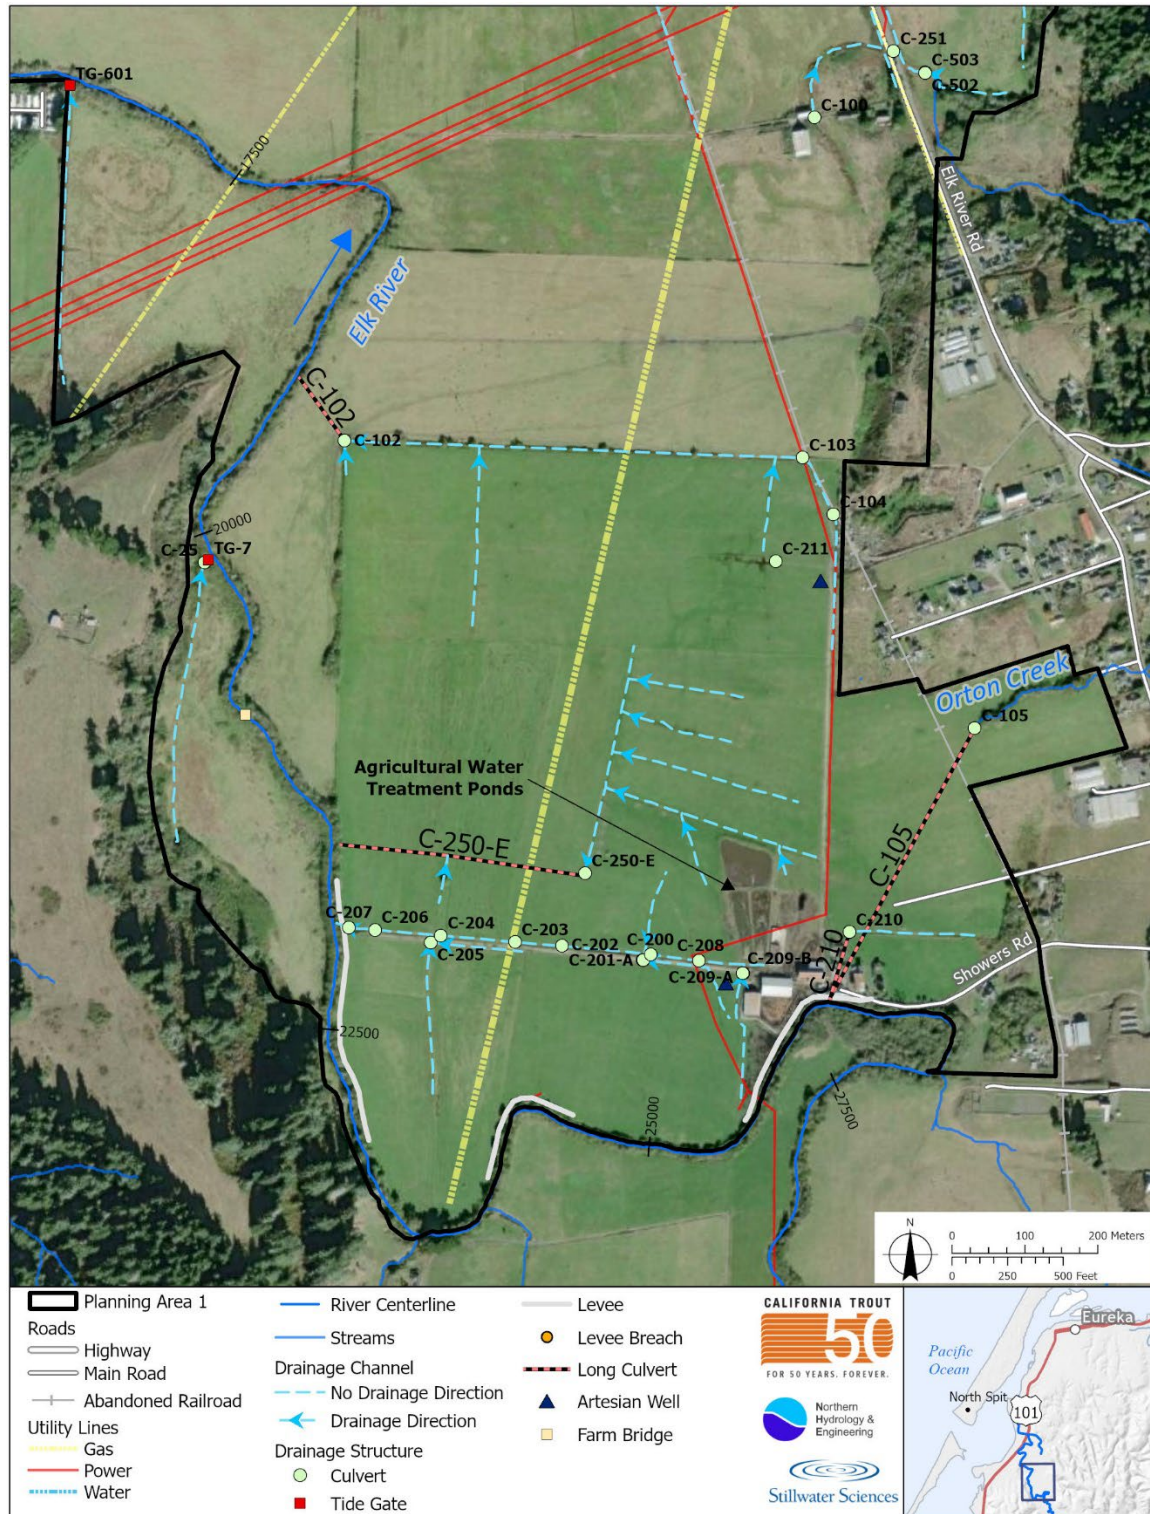 TG-601
C-251
C-503
C-502
C-100
17500
Elk River Rd
Elk River
C-102
C-102
C-103
C-104
20000
C-25
TG-7
C-211
Orton Creek
C-105
Agricultural Water
Treatment Ponds
C-105
C-250-E
C-250-E
C-207
C-206
C-204
C-203
C-205
C-202
C-200
C-201-A
C-208
C-209-B
C-209-A
C-210
C-210
Showers Rd
22500
25000
27500
N
0 100 200 Meters
0 250 500 Feet
Planning Area 1
Roads
Highway
Main Road
Abandoned Railroad
Utility Lines
Gas
Power
Water
River Centerline
Streams
Drainage Channel
No Drainage Direction
Drainage Direction
Drainage Structure
Culvert
Tide Gate
Levee
Levee Breach
Long Culvert
Artesian Well
Farm Bridge
CALIFORNIA TROUT
50
FOR 50 YEARS. FOREVER.
Northern
Hydrology &
Engineering
Stillwater Sciences
Eureka
Pacific
Ocean
North Spit
101